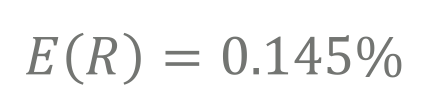 E(R) = 0.145%